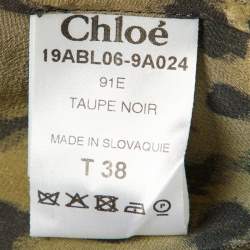 Chloé
19ABL06-9A024
91E
TAUPE NOIR
MADE IN SLOVAQUIE
T 38